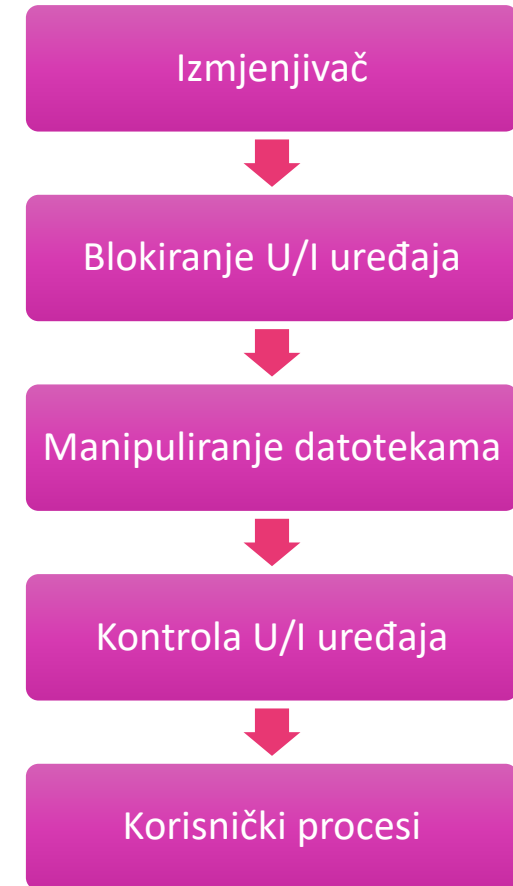 Izmjenjivač
Blokiranje U/I uređaja
Manipuliranje datotekama
Kontrola U/I uređaja
Korisnički procesi